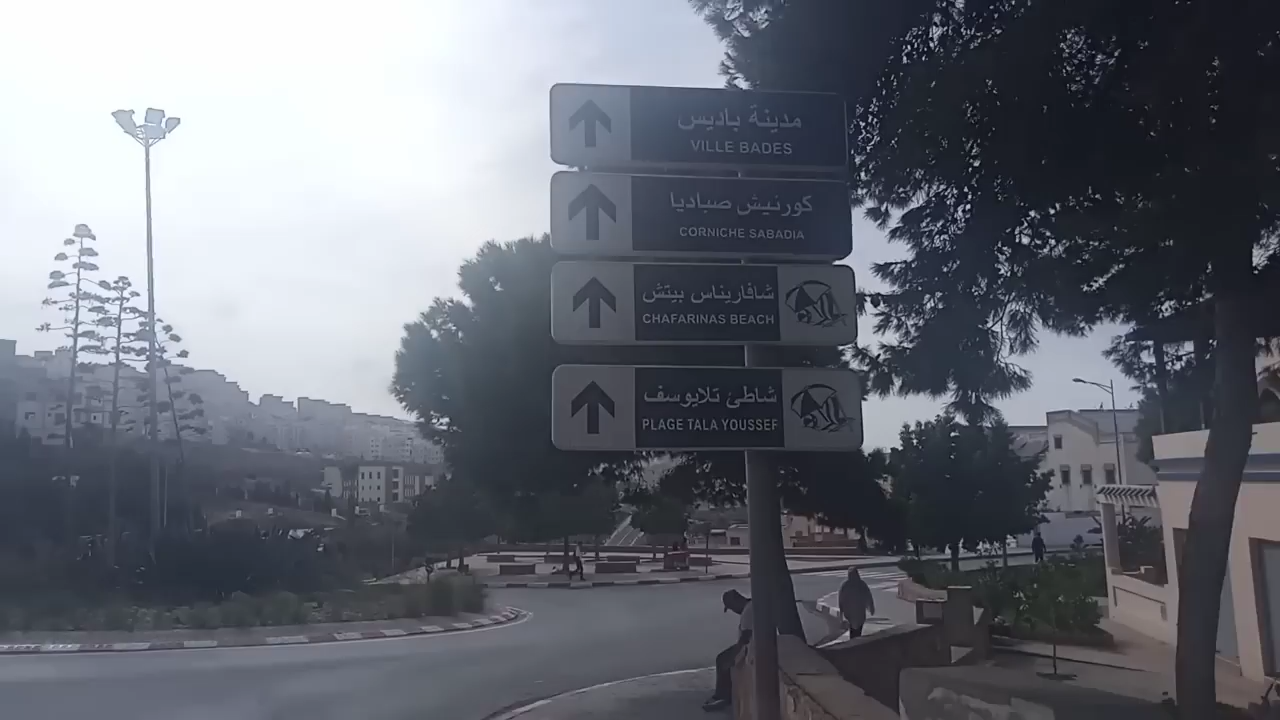 مدينة باديس
VILLE BADES
كورنيش صباديا
CORNICHE SABADIA
شافاريناس بيتش
CHAFARINAS BEACH
شاطئ تلايوسف
PLAGE TALA YOUSSEF